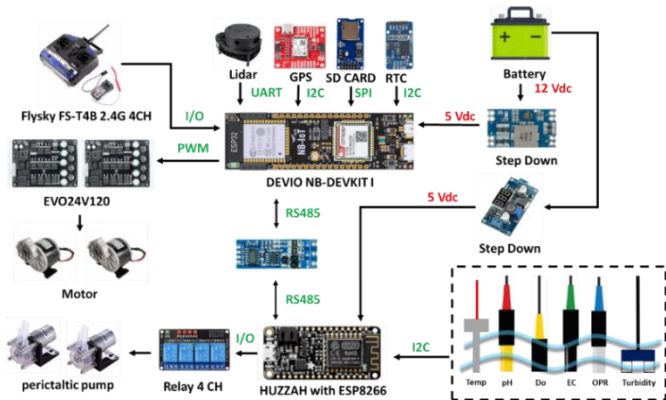 Lidar
GPS
SD CARD
RTC
Battery
UART
I2C
SPI
I2C
12 Vdc
Flysky FS-T4B 2.4G 4CH
I/O
5 Vdc
ESP32
NB-IoT
Step Down
PWM
DEVIO NB-DEVKIT I
EVO24V120
RS485
5 Vdc
Step Down
Motor
RS485
I/O
I2C
Temp
pH
Do
EC
OPR
Turbidity
perictaltic pump
Relay 4 CH
HUZZAH with ESP8266